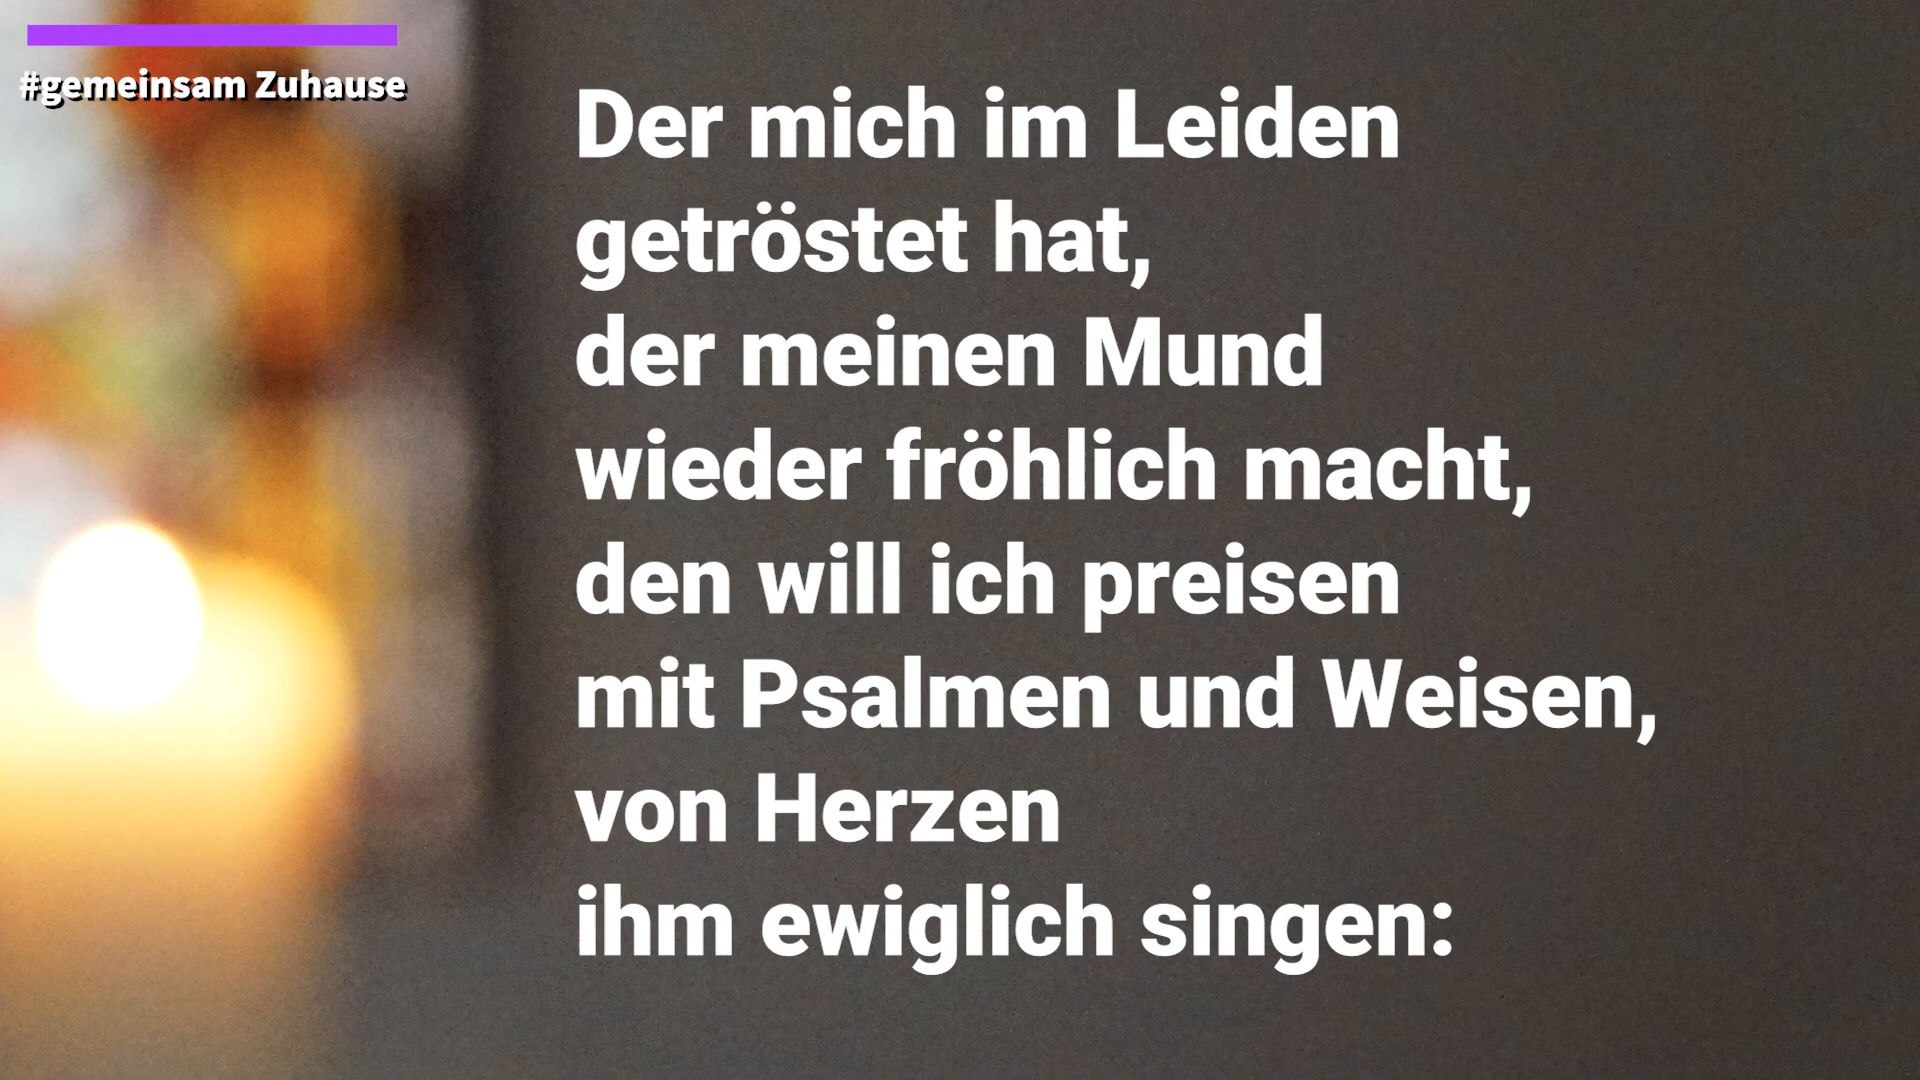 #gemeinsam Zuhause
Der mich im Leiden
getröstet hat,
der meinen Mund
wieder fröhlich macht,
den will ich preisen
mit Psalmen und Weisen,
von Herzen
ihm ewiglich singen: